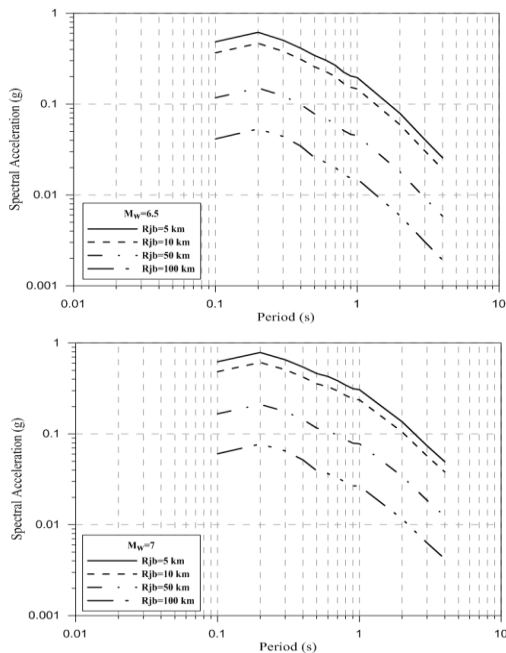 1
0.1
0.01
0.001
Spectral Acceleration (g)
M_W=6.5
Rjb=5 km
Rjb=10 km
Rjb=50 km
Rjb=100 km
0.01 0.1 1 10
Period (s)
1
0.1
0.01
0.001
Spectral Acceleration (g)
M_W=7
Rjb=5 km
Rjb=10 km
Rjb=50 km
Rjb=100 km
0.01 0.1 1 10
Period (s)